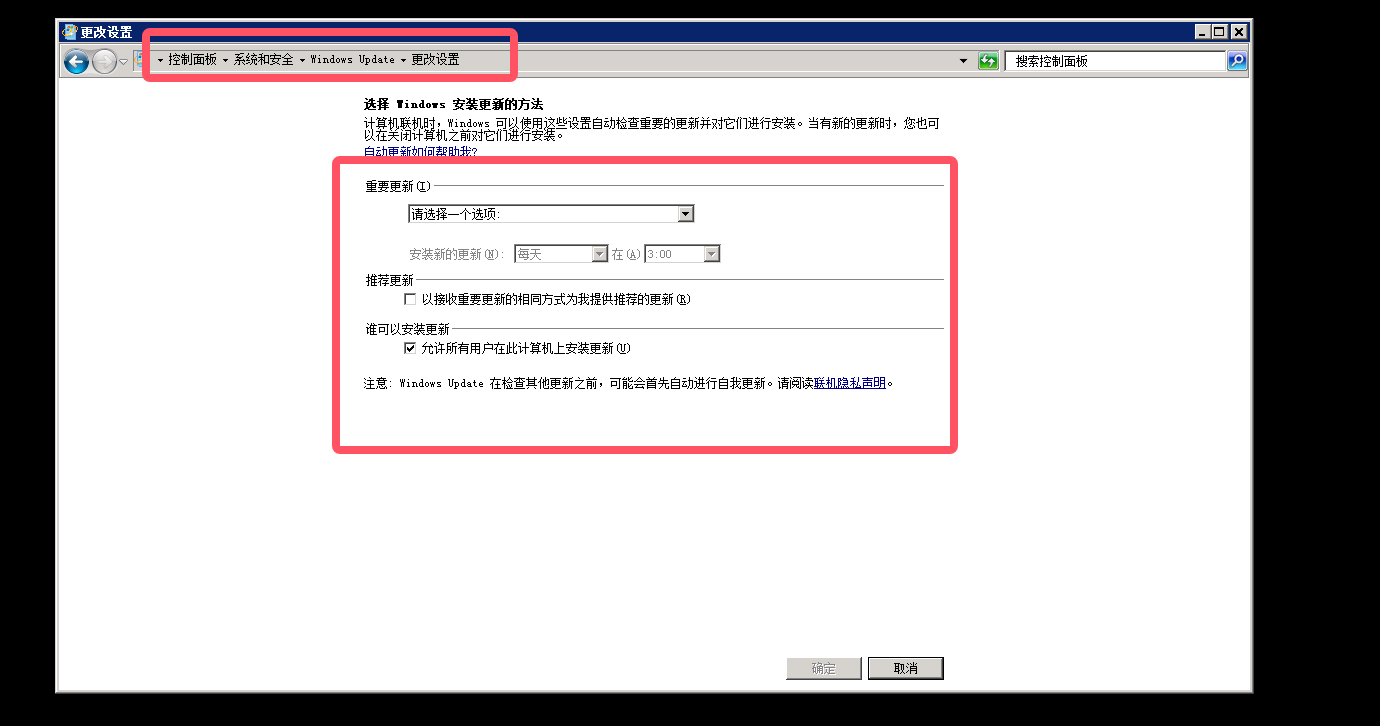 更改设置
控制面板 系统和安全 Windows Update 更改设置
搜索控制面板
选择 Windows 安装更新的方法
计算机联机时，Windows 可以使用这些设置自动检查重要的更新并对它们进行安装。当有新的更新时，您也可
以在关闭计算机之前对它们进行安装。
自动更新如何帮助我?
重要更新(I)
请选择一个选项:
安装新的更新(N): 每天 在(A) 3:00
推荐更新
以接收重要更新的相同方式为我提供推荐的更新(R)
谁可以安装更新
允许所有用户在此计算机上安装更新(U)
注意: Windows Update 在检查其他更新之前，可能会首先自动进行自我更新。请阅读联机隐私声明。
确定 取消